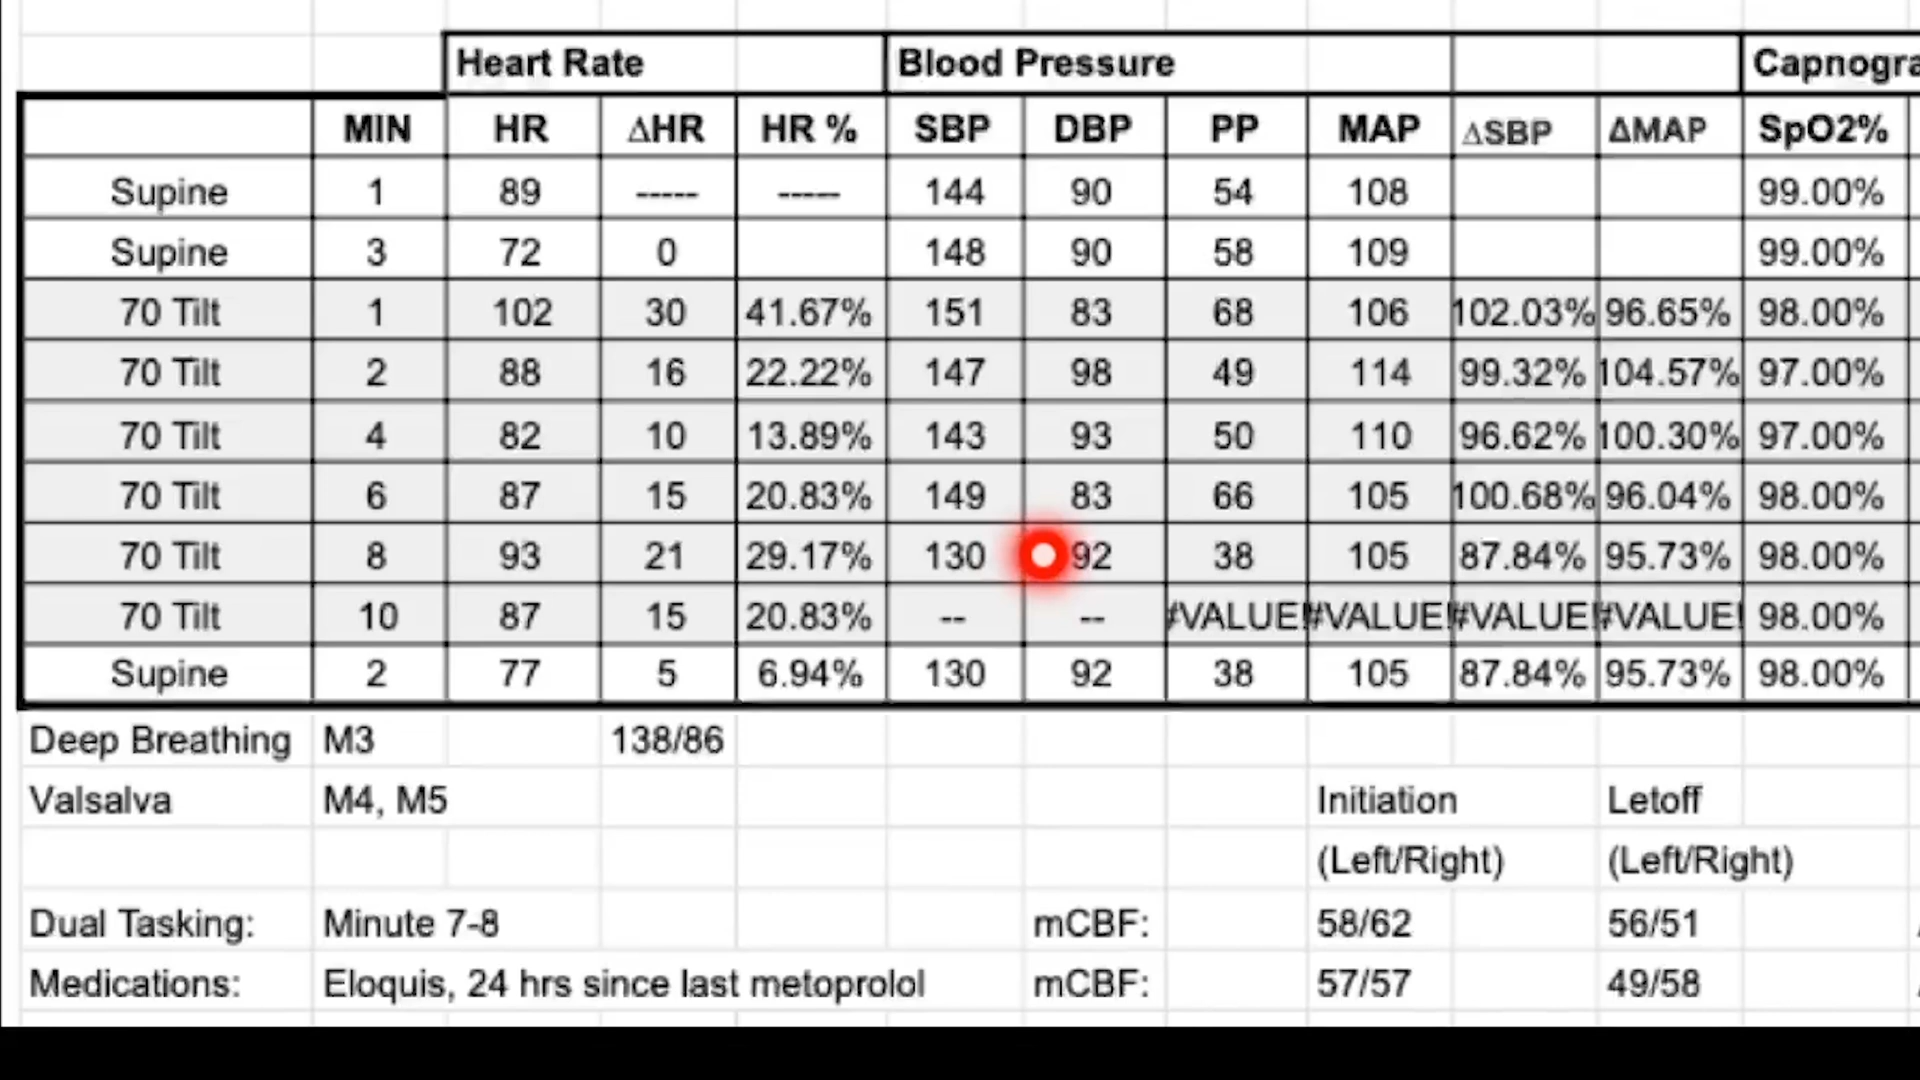 Heart Rate Blood Pressure Capnogra
MIN HR ΔHR HR % SBP DBP PP MAP ΔSBP ΔMAP SpO2%
Supine 1 89 ----- ----- 144 90 54 108 99.00%
Supine 3 72 0 148 90 58 109 99.00%
70 Tilt 1 102 30 41.67% 151 83 68 106 102.03% 96.65% 98.00%
70 Tilt 2 88 16 22.22% 147 98 49 114 99.32% 104.57% 97.00%
70 Tilt 4 82 10 13.89% 143 93 50 110 96.62% 100.30% 97.00%
70 Tilt 6 87 15 20.83% 149 83 66 105 100.68% 96.04% 98.00%
70 Tilt 8 93 21 29.17% 130 92 38 105 87.84% 95.73% 98.00%
70 Tilt 10 87 15 20.83% -- -- #VALUE! #VALUE! #VALUE! #VALUE! 98.00%
Supine 2 77 5 6.94% 130 92 38 105 87.84% 95.73% 98.00%
Deep Breathing M3 138/86
Valsalva M4, M5 Initiation Letoff
(Left/Right) (Left/Right)
Dual Tasking: Minute 7-8 mCBF: 58/62 56/51
Medications: Eloquis, 24 hrs since last metoprolol mCBF: 57/57 49/58